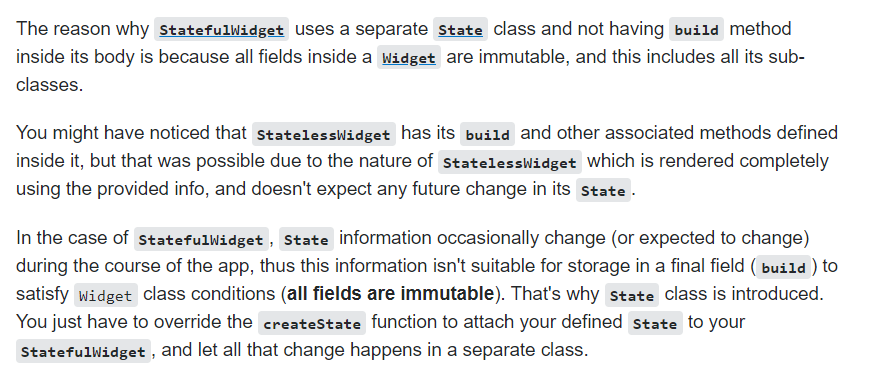 The reason why StatefulWidget uses a separate State class and not having build method
inside its body is because all fields inside a Widget are immutable, and this includes all its sub-
classes.
You might have noticed that StatelessWidget has its build and other associated methods defined
inside it, but that was possible due to the nature of StatelessWidget which is rendered completely
using the provided info, and doesn't expect any future change in its State .
In the case of StatefulWidget , State information occasionally change (or expected to change)
during the course of the app, thus this information isn't suitable for storage in a final field ( build ) to
satisfy Widget class conditions (all fields are immutable). That's why State class is introduced.
You just have to override the createState function to attach your defined State to your
StatefulWidget , and let all that change happens in a separate class.